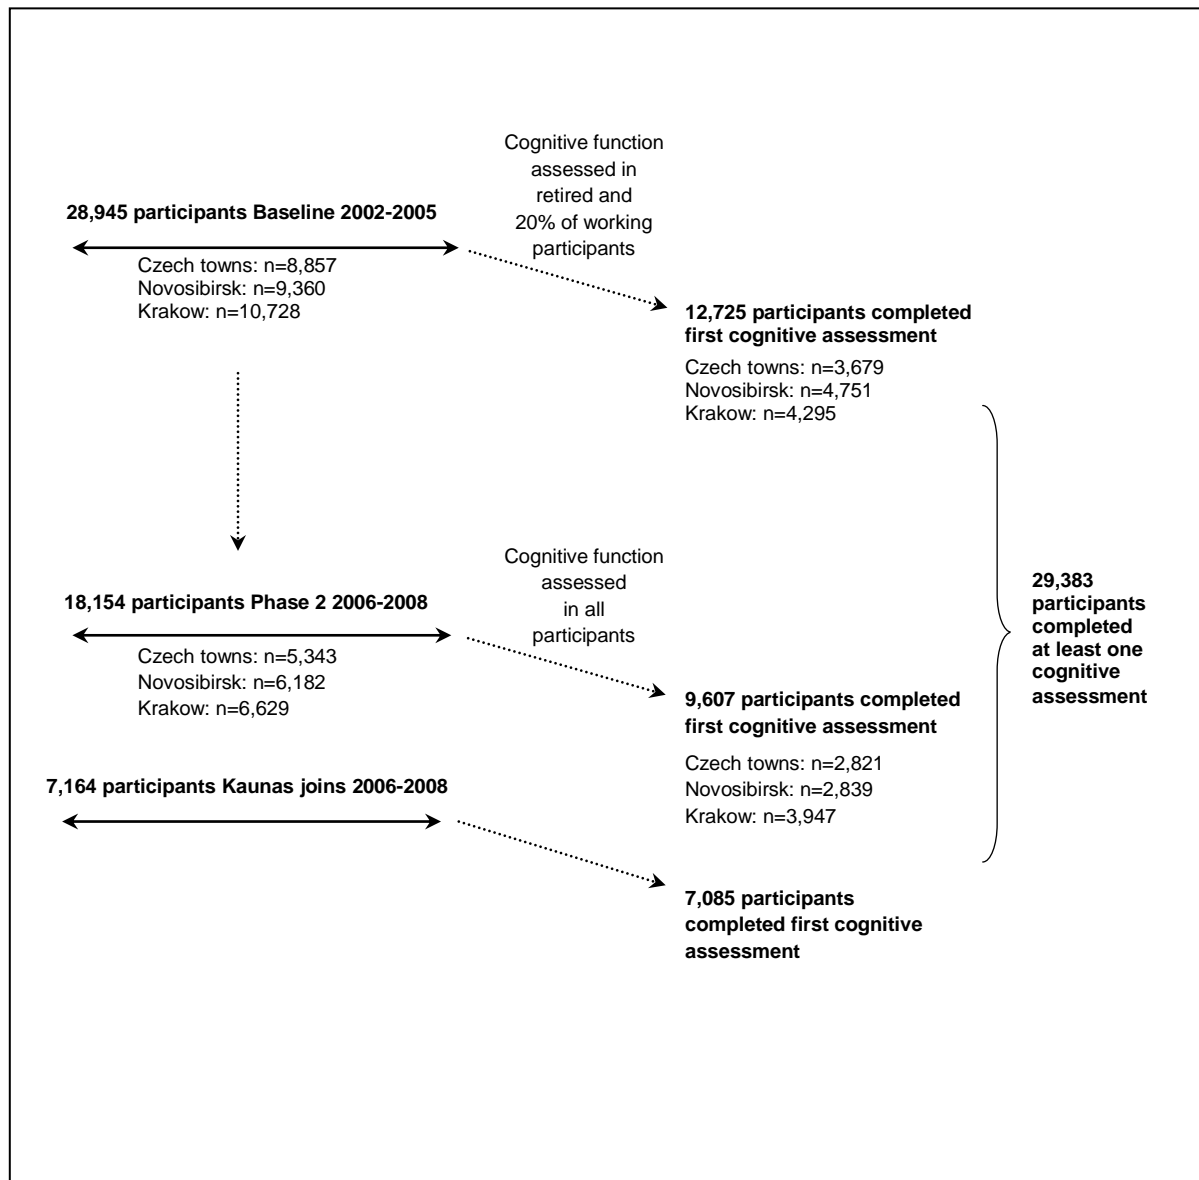 Cognitive function
assessed in
retired and
20% of working
participants
28,945 participants Baseline 2002-2005
Czech towns: n=8,857
Novosibirsk: n=9,360
Krakow: n=10,728
12,725 participants completed
first cognitive assessment
Czech towns: n=3,679
Novosibirsk: n=4,751
Krakow: n=4,295
Cognitive function
assessed
in all
participants
18,154 participants Phase 2 2006-2008
Czech towns: n=5,343
Novosibirsk: n=6,182
Krakow: n=6,629
9,607 participants completed
first cognitive assessment
Czech towns: n=2,821
Novosibirsk: n=2,839
Krakow: n=3,947
7,164 participants Kaunas joins 2006-2008
7,085 participants
completed first cognitive
assessment
29,383
participants
completed
at least one
cognitive
assessment